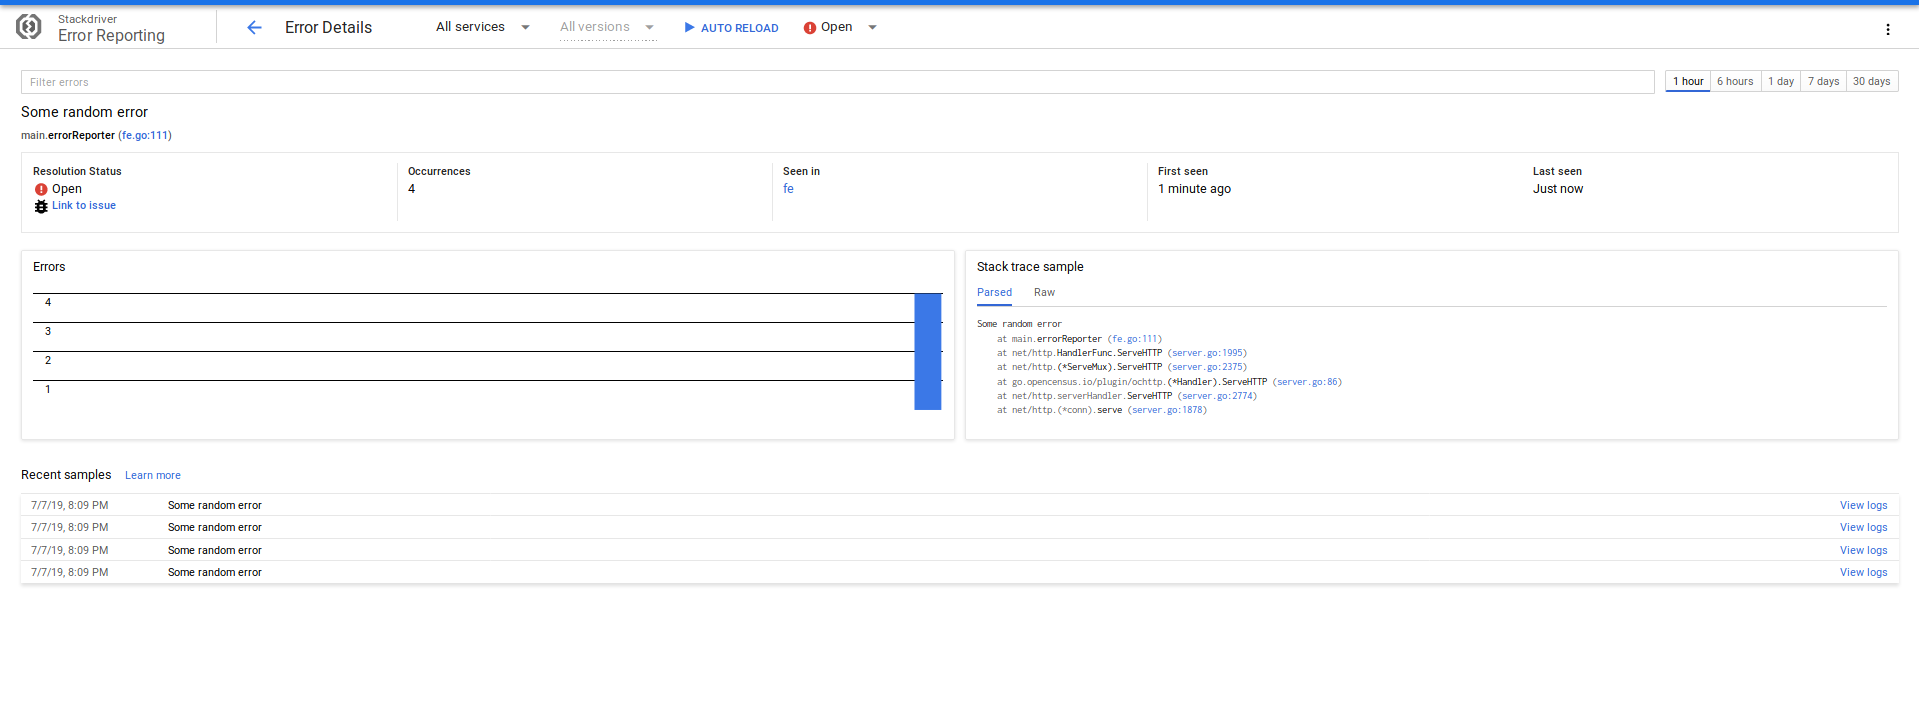 Stackdriver
Error Reporting
Error Details
All services
All versions
AUTO RELOAD
Open
Filter errors
1 hour 6 hours 1 day 7 days 30 days
Some random error
main.errorReporter (fe.go:111)
Resolution Status
Open
Link to issue
Occurrences
4
Seen in
fe
First seen
1 minute ago
Last seen
Just now
Errors
4
3
2
1
Stack trace sample
Parsed Raw
Some random error
at main.errorReporter (fe.go:111)
at net/http.HandlerFunc.ServeHTTP (server.go:1995)
at net/http.(*ServeMux).ServeHTTP (server.go:2375)
at go.opencensus.io/plugin/ochttp.(*Handler).ServeHTTP (server.go:86)
at net/http.serverHandler.ServeHTTP (server.go:2774)
at net/http.(*conn).serve (server.go:1878)
Recent samples Learn more
7/7/19, 8:09 PM Some random error View logs
7/7/19, 8:09 PM Some random error View logs
7/7/19, 8:09 PM Some random error View logs
7/7/19, 8:09 PM Some random error View logs